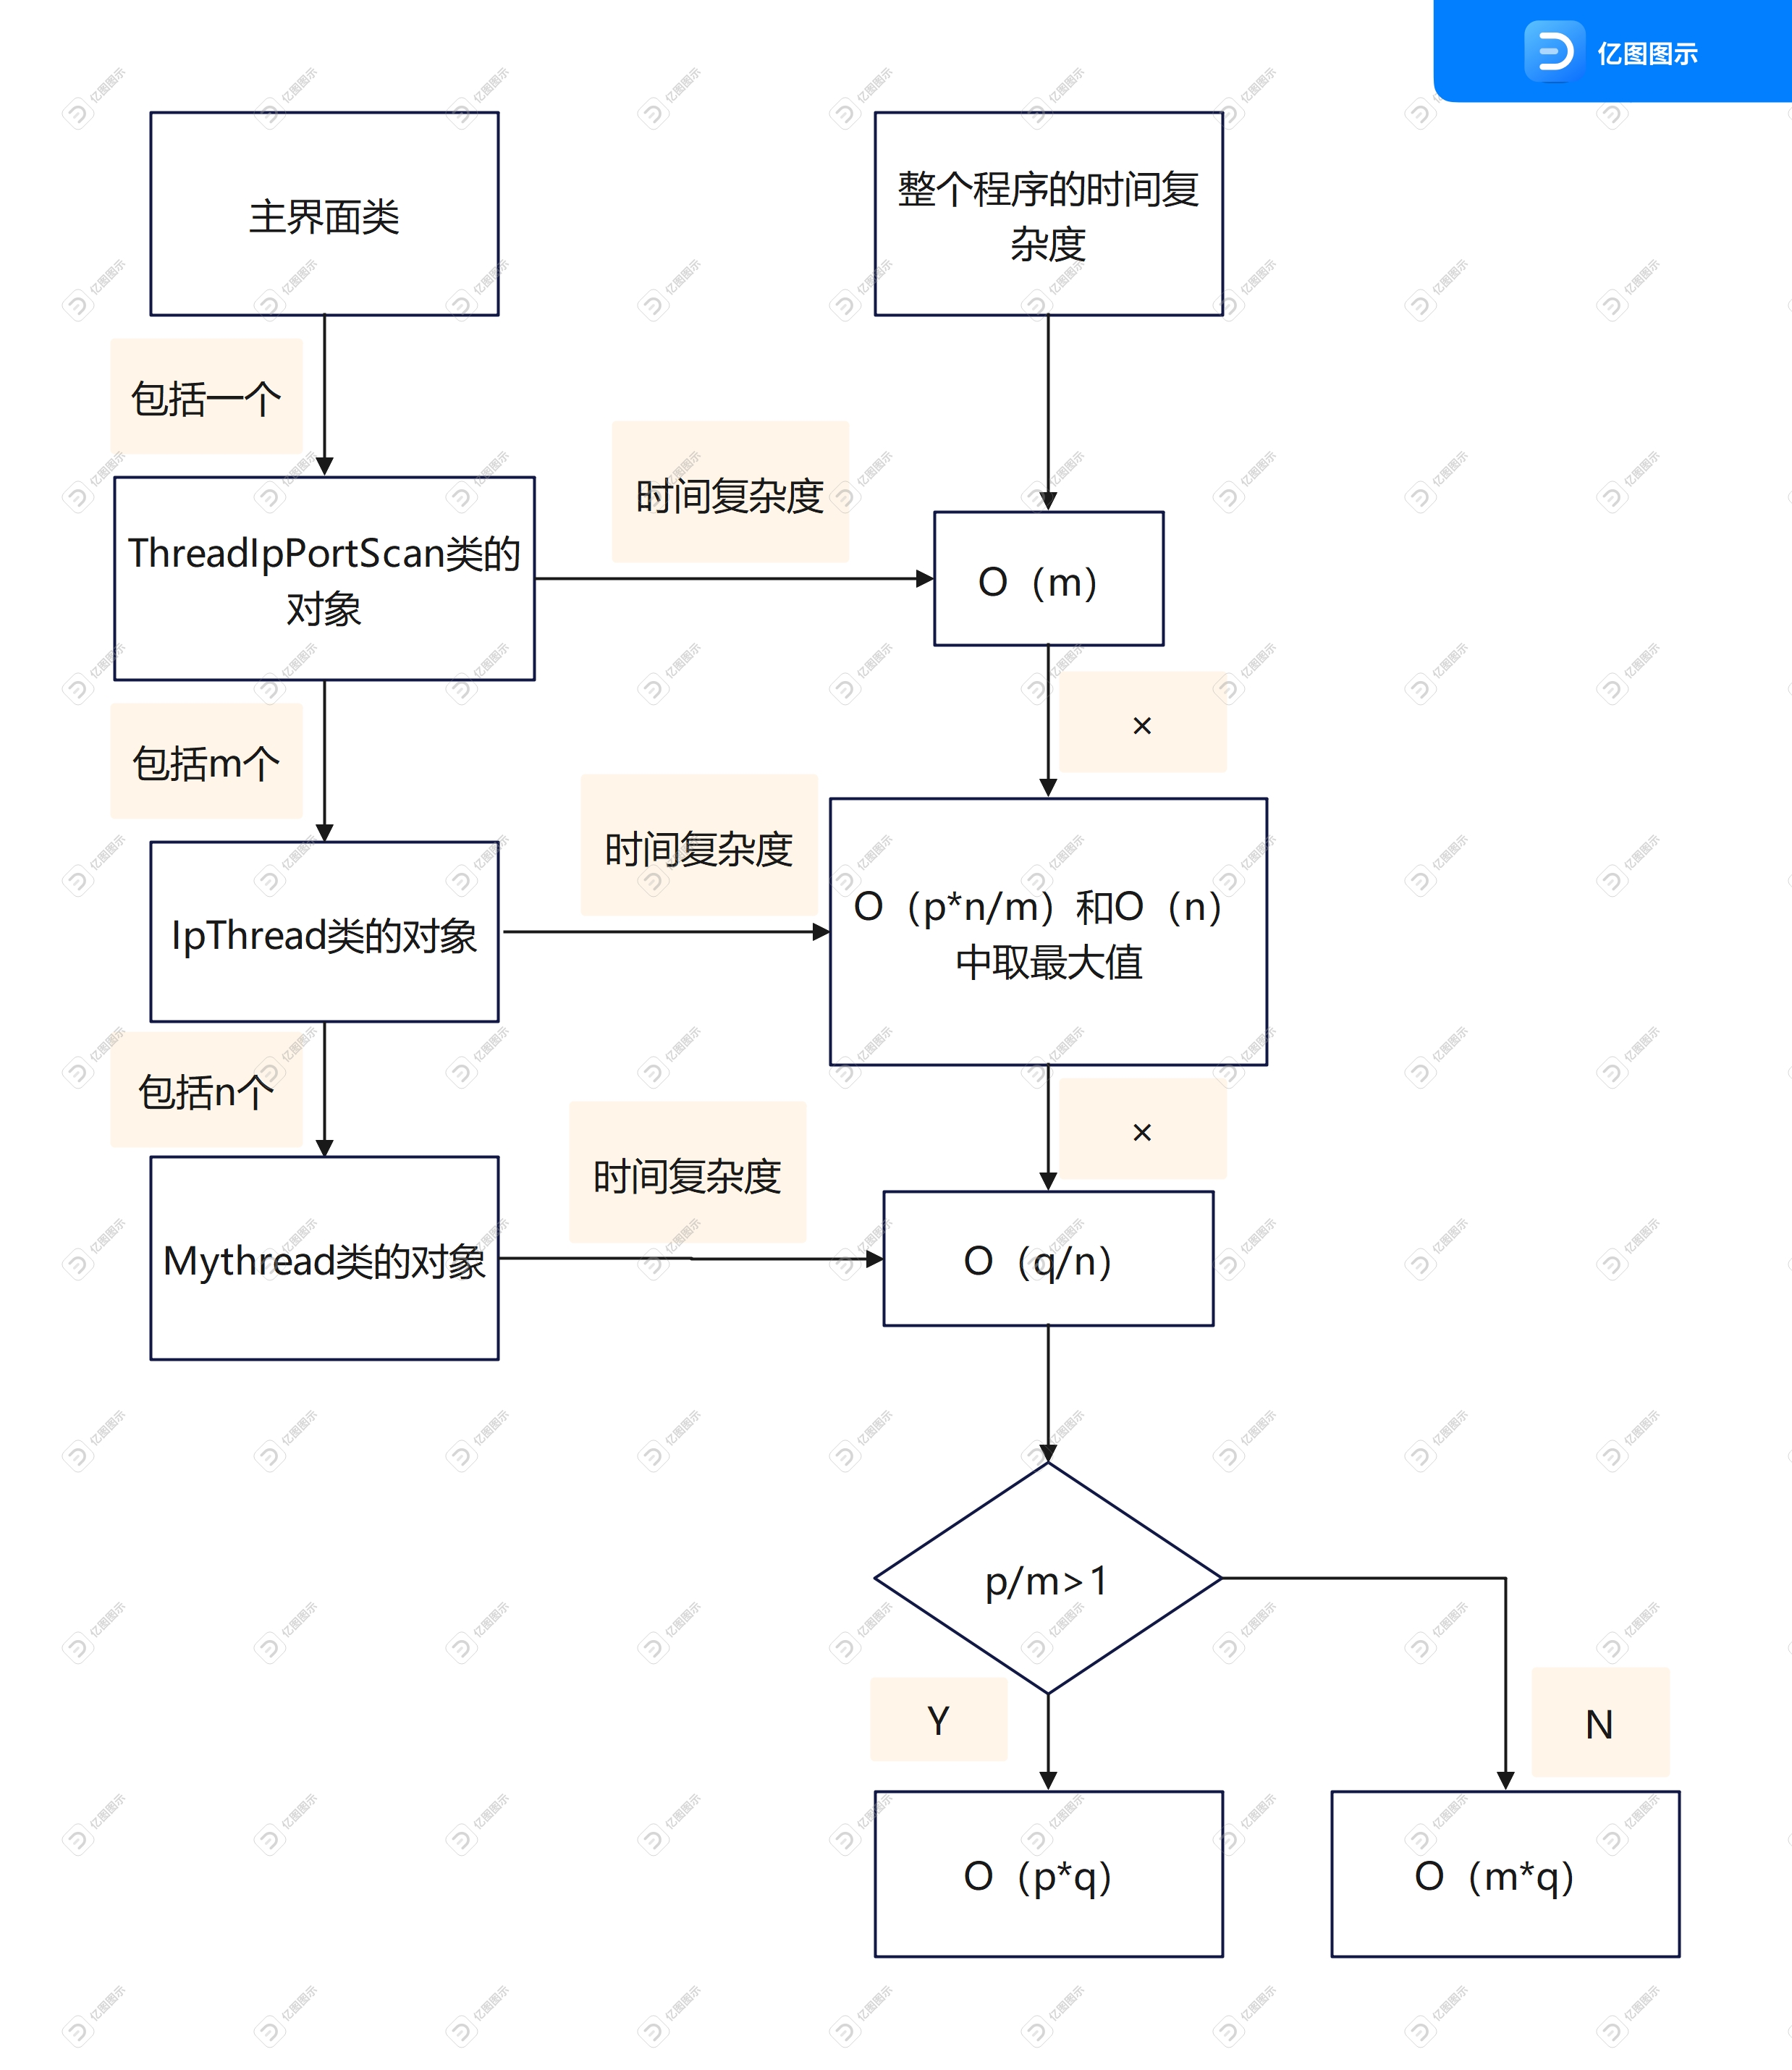 亿图图示
主界面类
整个程序的时间复
杂度
包括一个
时间复杂度
ThreadIpPortScan类的
对象
O（m）
包括m个
×
时间复杂度
IpThread类的对象
O（p*n/m）和O（n）
中取最大值
包括n个
×
时间复杂度
Mythread类的对象
O（q/n）
p/m>1
Y
N
O（p*q）
O（m*q）